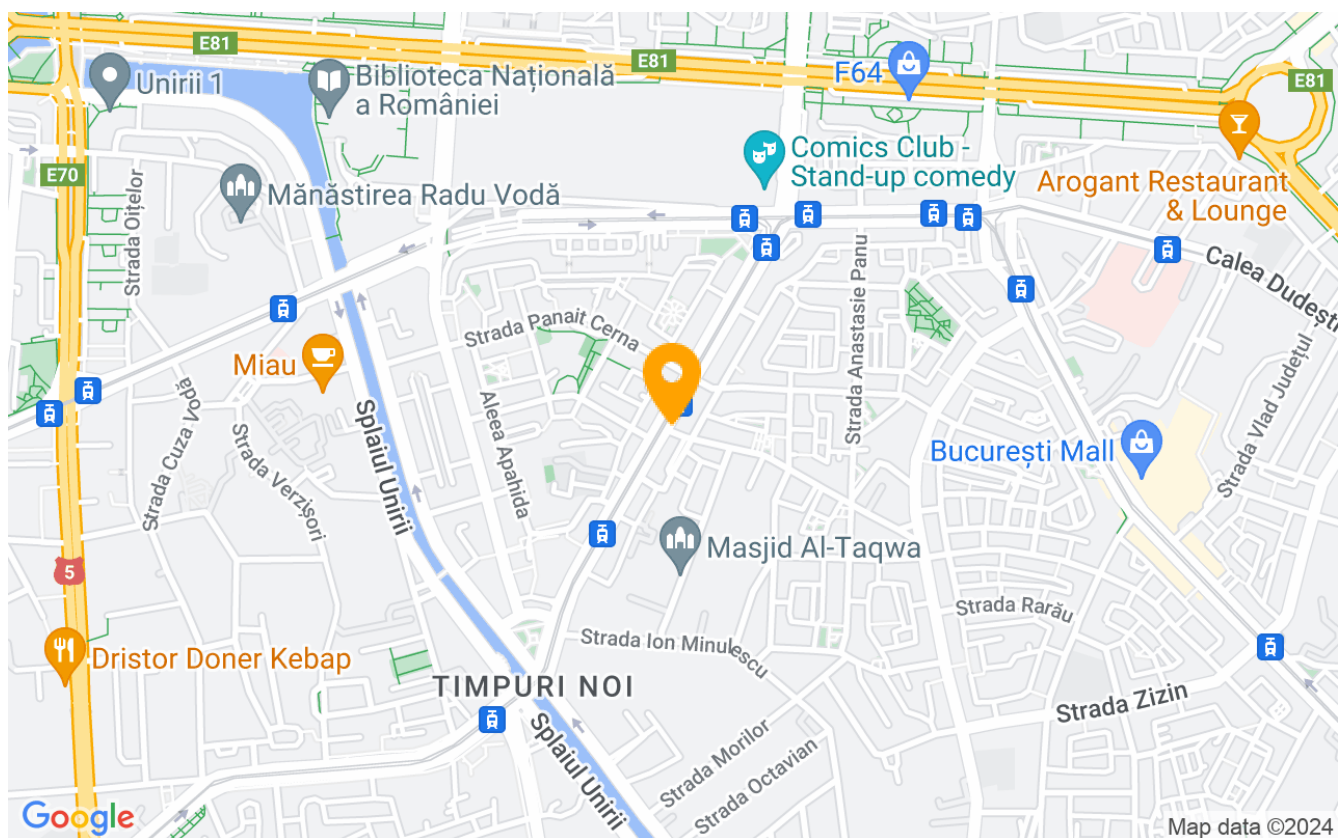 E81
E81
E81
F64
Unirii 1
Biblioteca Națională
a României
Comics Club -
Stand-up comedy
E70
Arogant Restaurant
& Lounge
Strada Oițelor
Mănăstirea Radu Vodă
Calea Dudești
Strada Anastasie Panu
Strada Panait Cerna
Miau
Strada Vlad Județul
Aleea Apahida
Strada Cuza Vodă
Splaiul Unirii
București Mall
Strada Verzișori
Masjid Al-Taqwa
5
Strada Rarău
Strada Ion Minulescu
Dristor Doner Kebap
TIMPURI NOI
Strada Zizin
Splaiul Unirii
Strada Morilor
Strada Octavian
Google
Map data ©2024